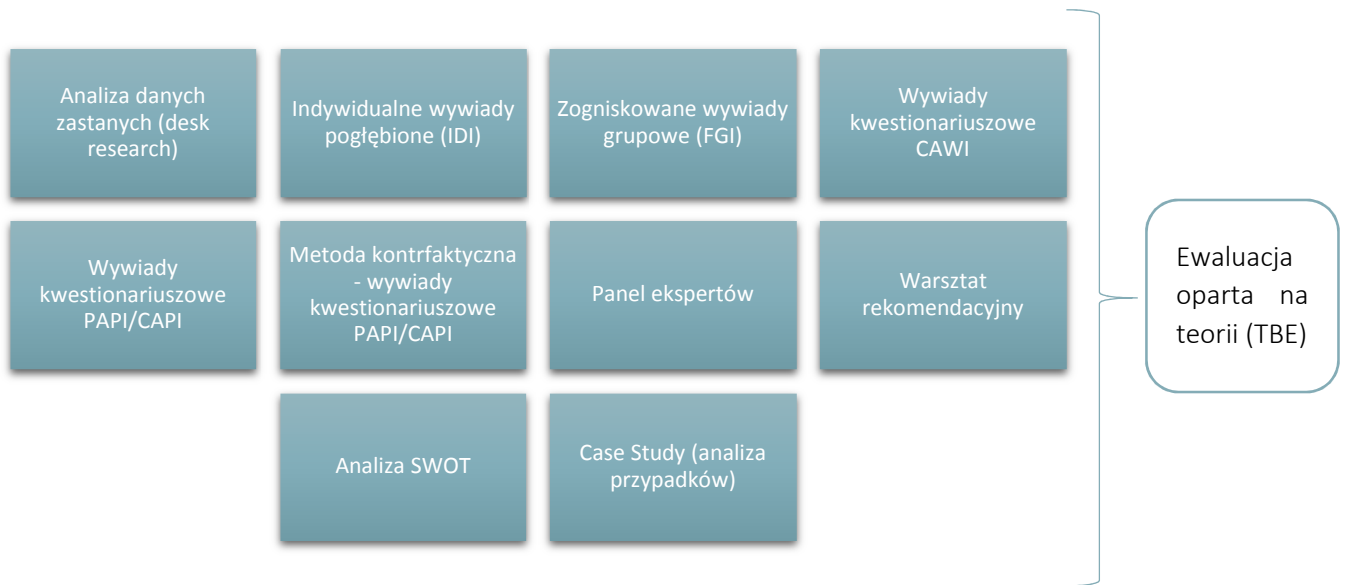 Analiza danych
zastanych (desk
research)
Indywidualne wywiady
pogłębione (IDI)
Zogniskowane wywiady
grupowe (FGI)
Wywiady
kwestionariuszowe
CAWI
Wywiady
kwestionariuszowe
PAPI/CAPI
Metoda kontrfaktyczna
- wywiady
kwestionariuszowe
PAPI/CAPI
Panel ekspertów
Warsztat
rekomendacyjny
Analiza SWOT
Case Study (analiza
przypadków)
Ewaluacja
oparta na
teorii (TBE)